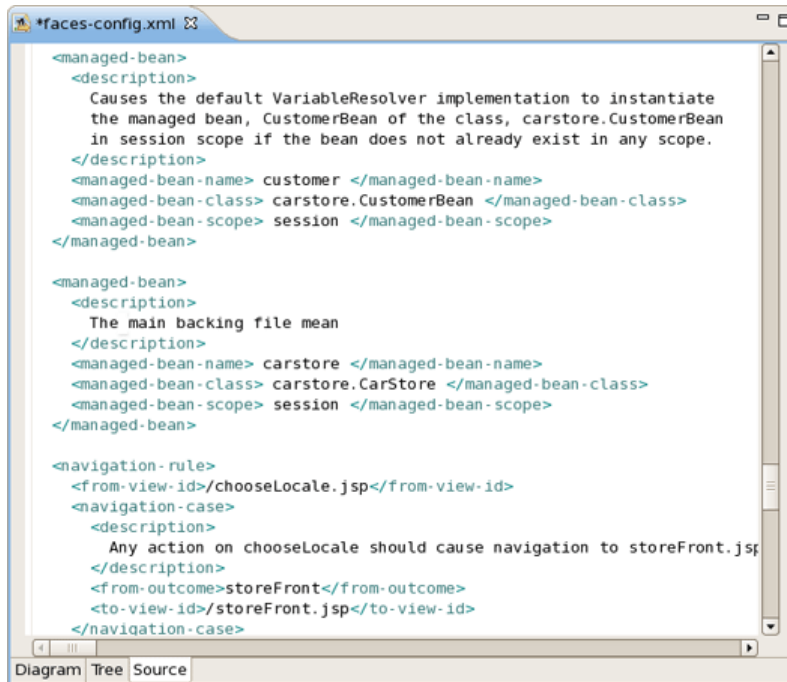 *faces-config.xml
<managed-bean>
<description>
Causes the default VariableResolver implementation to instantiate
the managed bean, CustomerBean of the class, carstore.CustomerBean
in session scope if the bean does not already exist in any scope.
</description>
<managed-bean-name> customer </managed-bean-name>
<managed-bean-class> carstore.CustomerBean </managed-bean-class>
<managed-bean-scope> session </managed-bean-scope>
</managed-bean>
<managed-bean>
<description>
The main backing file mean
</description>
<managed-bean-name> carstore </managed-bean-name>
<managed-bean-class> carstore.CarStore </managed-bean-class>
<managed-bean-scope> session </managed-bean-scope>
</managed-bean>
<navigation-rule>
<from-view-id>/chooseLocale.jsp</from-view-id>
<navigation-case>
<description>
Any action on chooseLocale should cause navigation to storeFront.jsp
</description>
<from-outcome>storeFront</from-outcome>
<to-view-id>/storeFront.jsp</to-view-id>
</navigation-case>
Diagram Tree Source